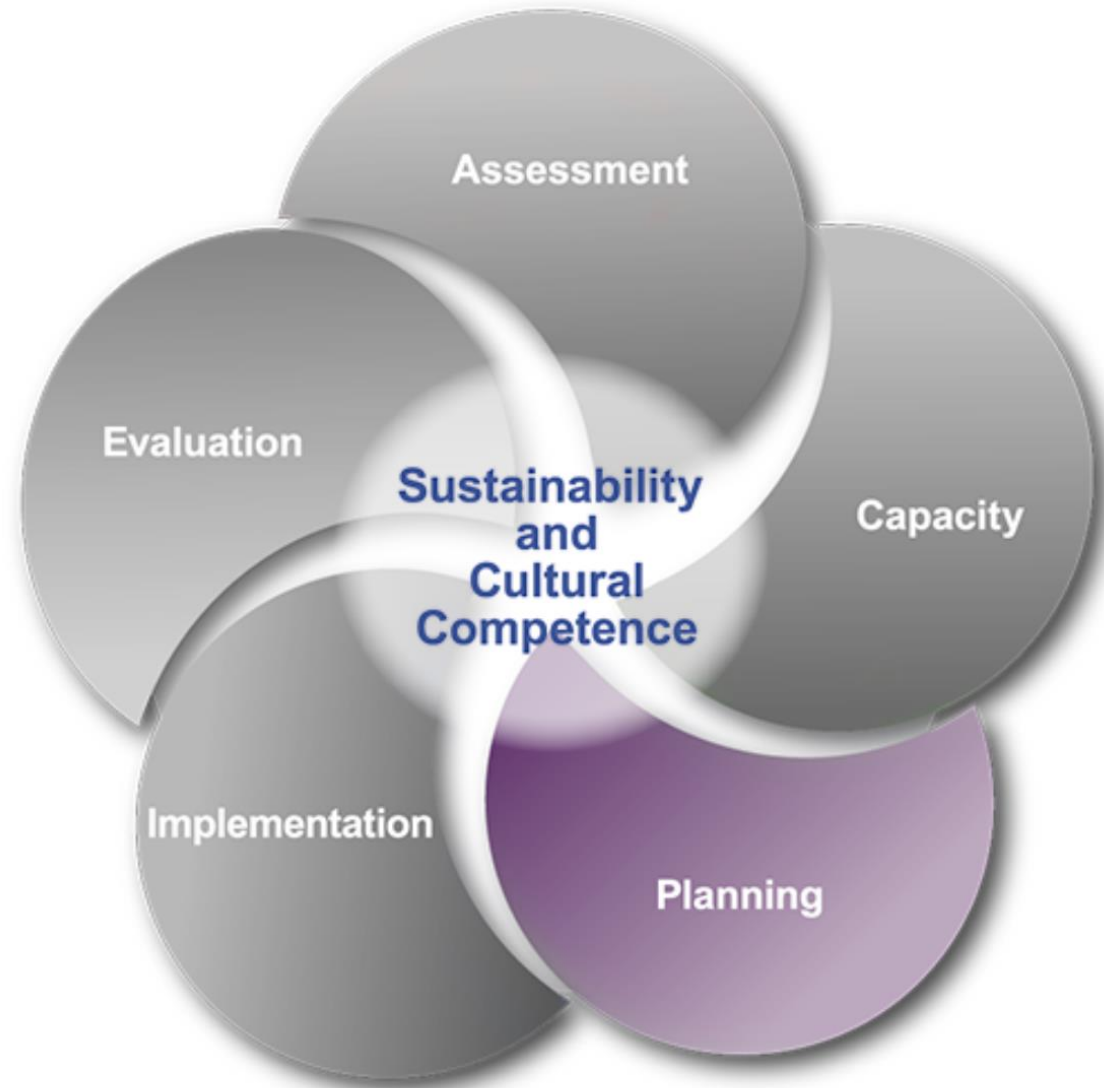 Assessment
Capacity
Planning
Implementation
Evaluation
Sustainability
and
Cultural
Competence